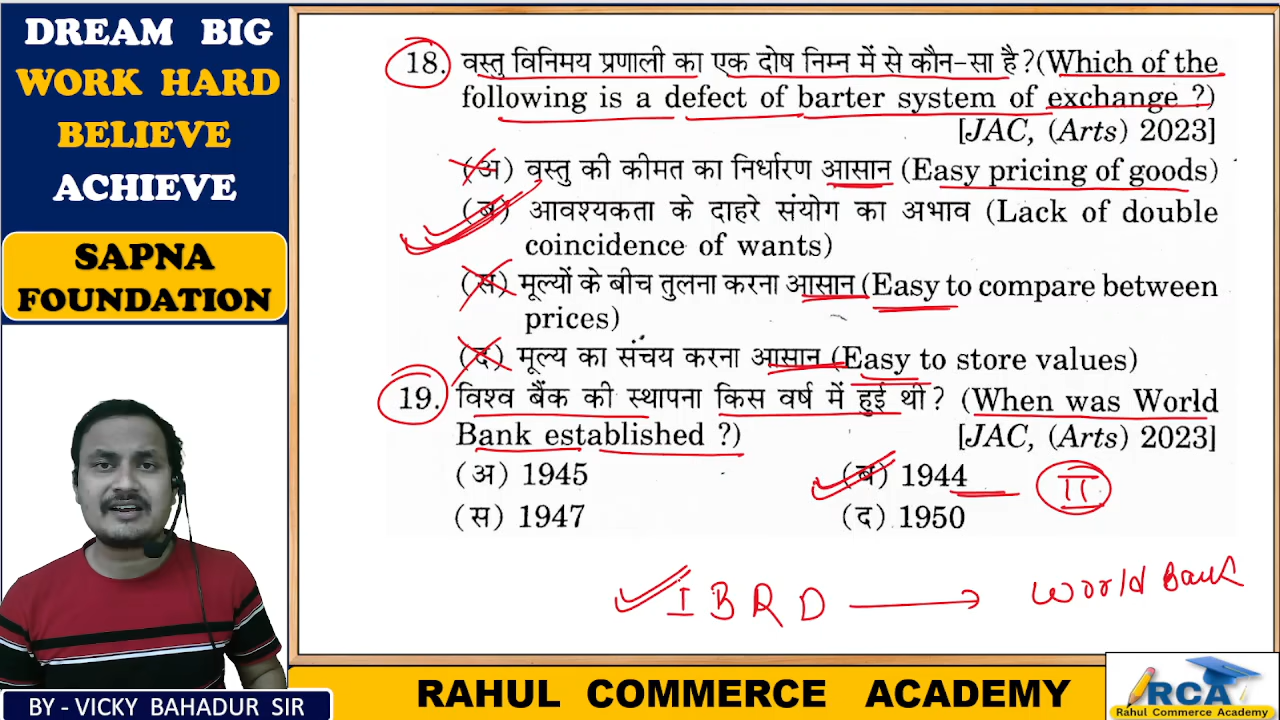 DREAM BIG
WORK HARD
BELIEVE
ACHIEVE
SAPNA
FOUNDATION
18. वस्तु विनिमय प्रणाली का एक दोष निम्न में से कौन-सा है? (Which of the
following is a defect of barter system of exchange ?)
[JAC, (Arts) 2023]
(अ) वस्तु की कीमत का निर्धारण आसान (Easy pricing of goods)
(ब) आवश्यकता के दाहरे संयोग का अभाव (Lack of double
coincidence of wants)
(स) मूल्यों के बीच तुलना करना आसान (Easy to compare between
prices)
(द) मूल्य का संचय करना आसान (Easy to store values)
19. विश्व बैंक की स्थापना किस वर्ष में हुई थी? (When was World
Bank established ?) [JAC, (Arts) 2023]
(अ) 1945 (ब) 1944 II
(स) 1947 (द) 1950
I B R D → World Bank
BY - VICKY BAHADUR SIR
RAHUL COMMERCE ACADEMY
RCA
Rahul Commerce Academy